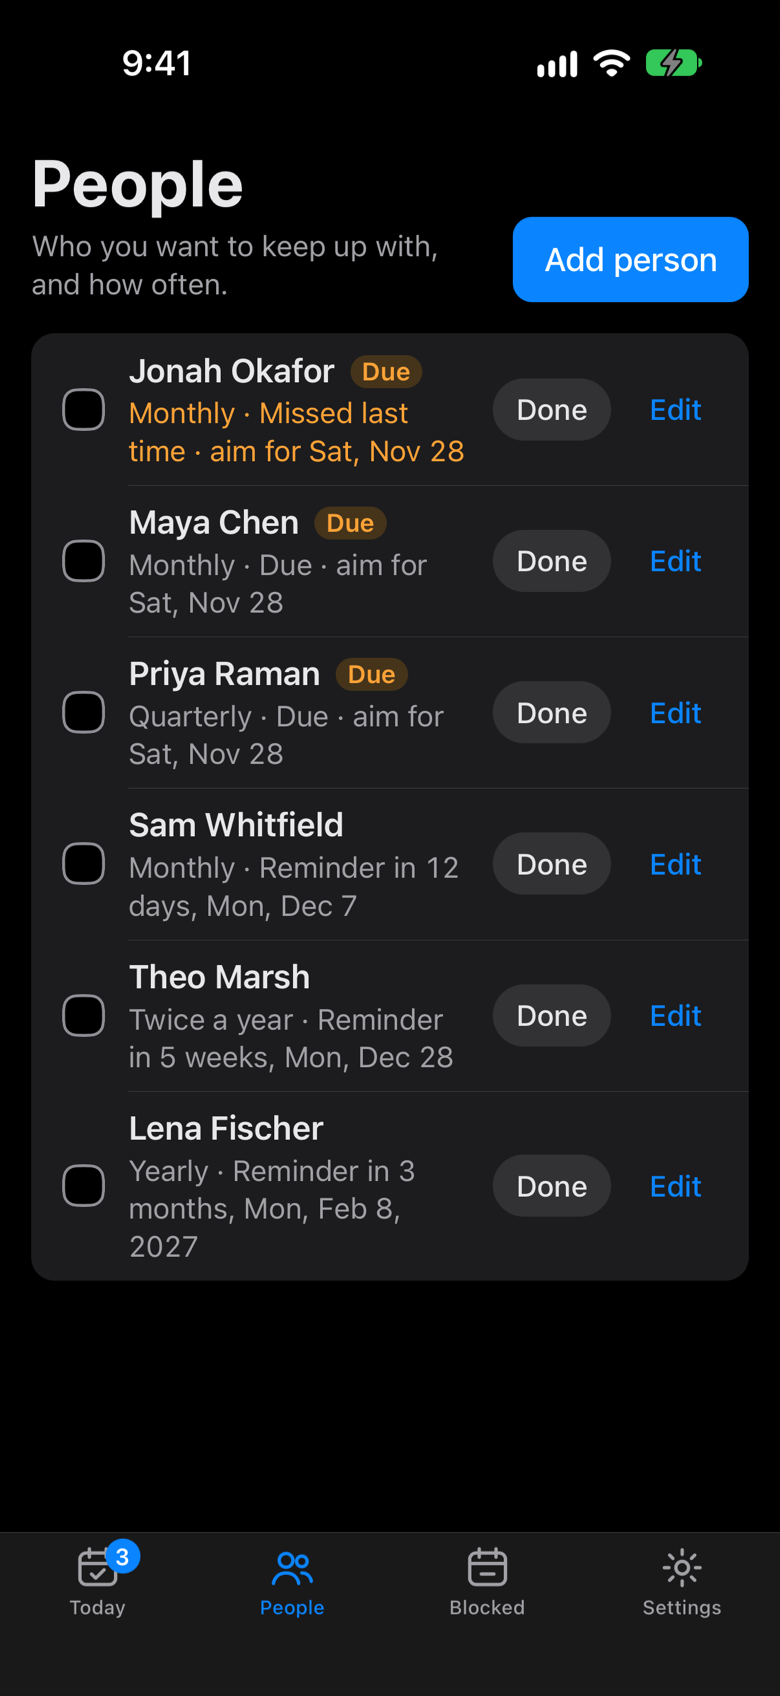 9:41
People
Who you want to keep up with,
and how often.
Add person
Jonah Okafor Due
Monthly · Missed last
time · aim for Sat, Nov 28
Done
Edit
Maya Chen Due
Monthly · Due · aim for
Sat, Nov 28
Done
Edit
Priya Raman Due
Quarterly · Due · aim for
Sat, Nov 28
Done
Edit
Sam Whitfield
Monthly · Reminder in 12
days, Mon, Dec 7
Done
Edit
Theo Marsh
Twice a year · Reminder
in 5 weeks, Mon, Dec 28
Done
Edit
Lena Fischer
Yearly · Reminder in 3
months, Mon, Feb 8,
2027
Done
Edit
3
Today
People
Blocked
Settings